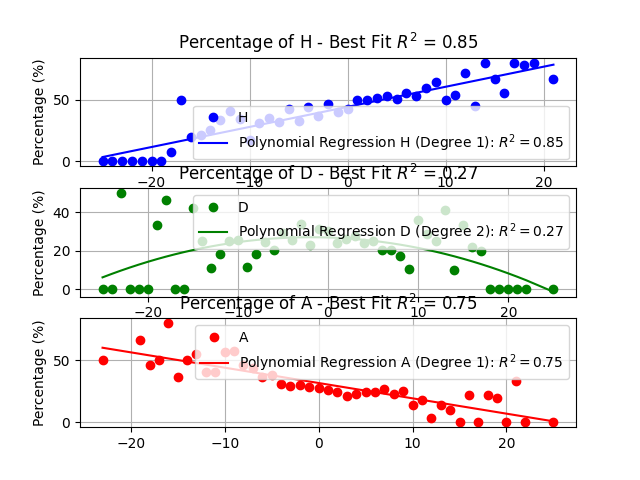 Percentage of H - Best Fit R² = 0.85
Percentage (%)
50
0
H
Polynomial Regression H (Degree 1): R² = 0.85
−20 −10 0 10 20
Percentage of D - Best Fit R² = 0.27
Percentage (%)
40
20
0
D
Polynomial Regression D (Degree 2): R² = 0.27
−20 −10 0 10 20
Percentage of A - Best Fit R² = 0.75
Percentage (%)
50
0
A
Polynomial Regression A (Degree 1): R² = 0.75
−20 −10 0 10 20